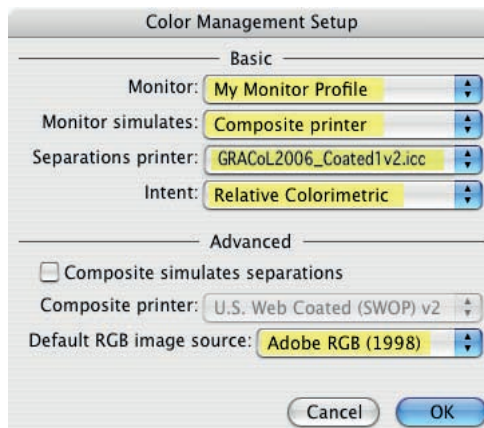 Color Management Setup
Basic
Monitor: My Monitor Profile
Monitor simulates: Composite printer
Separations printer: GRACoL2006_Coated1v2.icc
Intent: Relative Colorimetric
Advanced
Composite simulates separations
Composite printer: U.S. Web Coated (SWOP) v2
Default RGB image source: Adobe RGB (1998)
Cancel OK